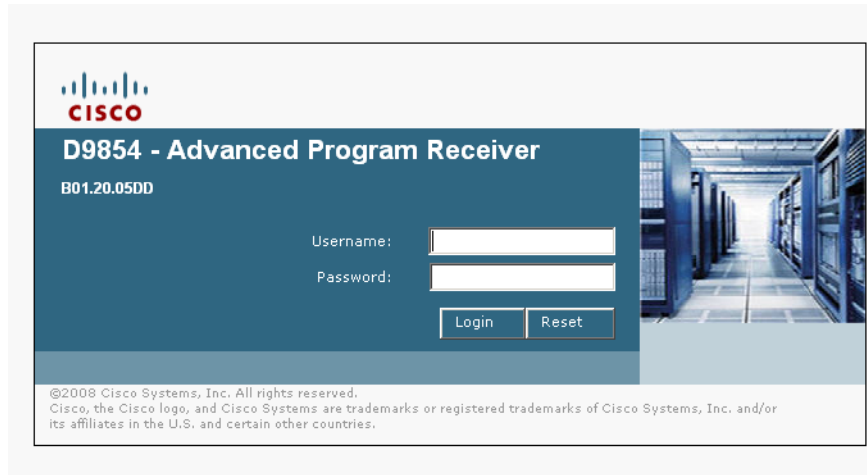 CISCO
D9854 - Advanced Program Receiver
B01.20.05DD
Username:
Password:
Login Reset
©2008 Cisco Systems, Inc. All rights reserved.
Cisco, the Cisco logo, and Cisco Systems are trademarks or registered trademarks of Cisco Systems, Inc. and/or
its affiliates in the U.S. and certain other countries.